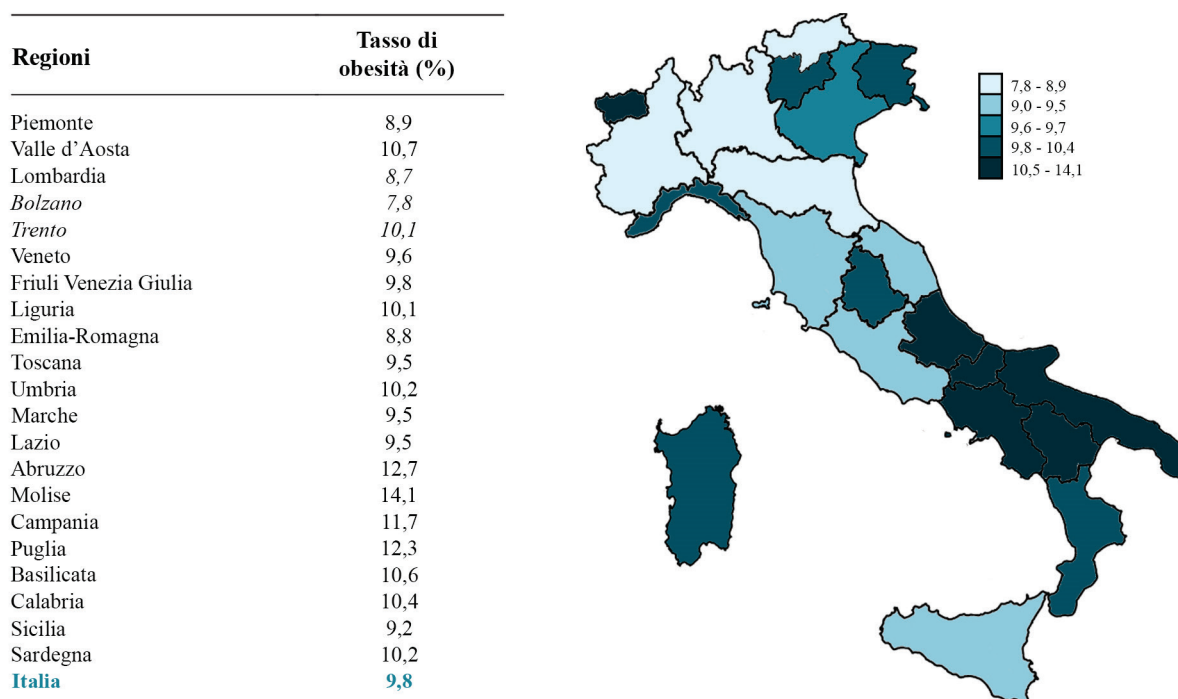 Regioni Tasso di
obesità (%)
Piemonte 8,9
Valle d’Aosta 10,7
Lombardia 8,7
Bolzano 7,8
Trento 10,1
Veneto 9,6
Friuli Venezia Giulia 9,8
Liguria 10,1
Emilia-Romagna 8,8
Toscana 9,5
Umbria 10,2
Marche 9,5
Lazio 9,5
Abruzzo 12,7
Molise 14,1
Campania 11,7
Puglia 12,3
Basilicata 10,6
Calabria 10,4
Sicilia 9,2
Sardegna 10,2
Italia 9,8
7,8 - 8,9
9,0 - 9,5
9,6 - 9,7
9,8 - 10,4
10,5 - 14,1